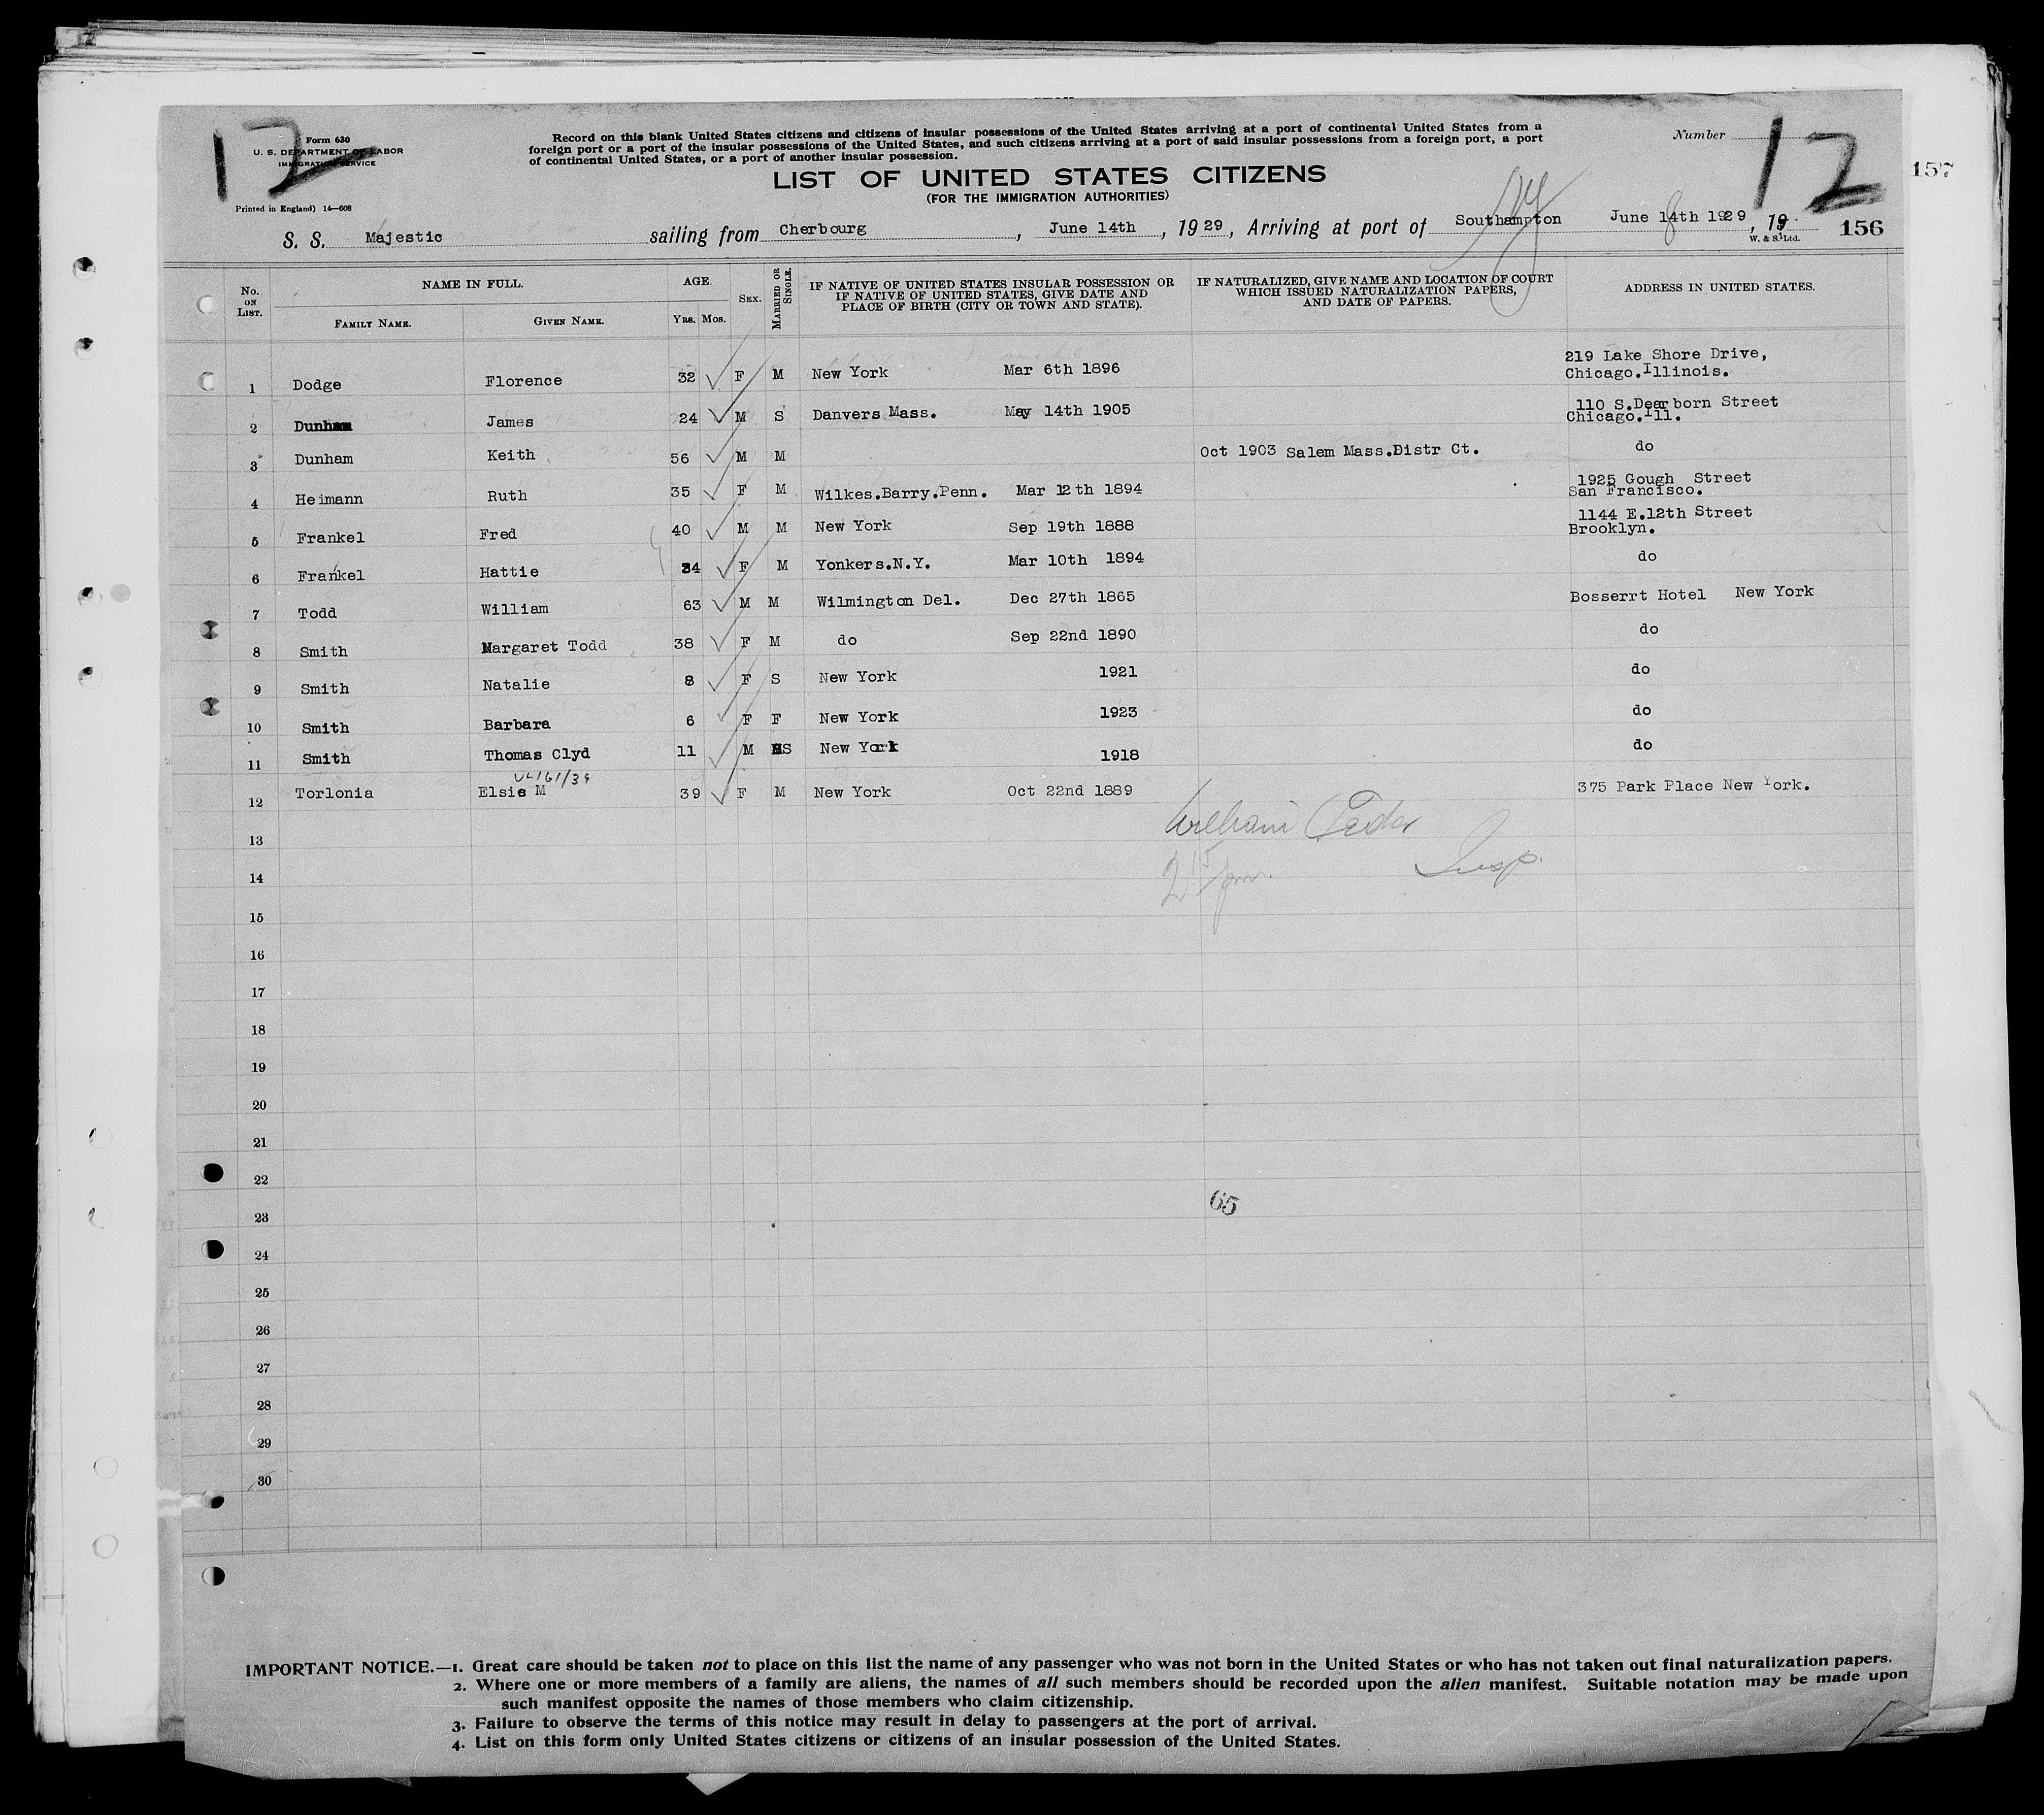 12
Form 630
U. S. DEPARTMENT OF LABOR
IMMIGRATION SERVICE
Printed in England) 14—608
Record on this blank United States citizens and citizens of insular possessions of the United States arriving at a port of continental United States from a
foreign port or a port of the insular possessions of the United States, and such citizens arriving at a port of said insular possessions from a foreign port, a port
of continental United States, or a port of another insular possession.
Number
12
157
LIST OF UNITED STATES CITIZENS
(FOR THE IMMIGRATION AUTHORITIES)
S. S. Majestic sailing from Cherbourg, June 14th, 1929, Arriving at port of Southampton June 14th 1929, 19
NY
W. & S. Ltd.
156
No. ON LIST. NAME IN FULL. FAMILY NAME. GIVEN NAME. AGE. YRS. MOS. SEX. MARRIED OR SINGLE. IF NATIVE OF UNITED STATES INSULAR POSSESSION OR IF NATIVE OF UNITED STATES, GIVE DATE AND PLACE OF BIRTH (CITY OR TOWN AND STATE). IF NATURALIZED, GIVE NAME AND LOCATION OF COURT WHICH ISSUED NATURALIZATION PAPERS, AND DATE OF PAPERS. ADDRESS IN UNITED STATES.
1 Dodge Florence 32 F M New York Mar 6th 1896 219 Lake Shore Drive, Chicago.Illinois.
2 Dunham James 24 M S Danvers Mass. May 14th 1905 110 S.Dearborn Street Chicago.Ill.
3 Dunham Keith 56 M M Oct 1903 Salem Mass.Distr Ct. do
4 Heimann Ruth 35 F M Wilkes.Barry.Penn. Mar 12th 1894 1925 Gough Street San Francisco.
5 Frankel Fred 40 M M New York Sep 19th 1888 1144 E.12th Street Brooklyn.
6 Frankel Hattie 34 F M Yonkers.N.Y. Mar 10th 1894 do
7 Todd William 63 M M Wilmington Del. Dec 27th 1865 Bosserrt Hotel New York
8 Smith Margaret Todd 38 F M do Sep 22nd 1890 do
9 Smith Natalie 8 F S New York 1921 do
10 Smith Barbara 6 F F New York 1923 do
11 Smith Thomas Clyd 11 M S New York 1918 do
12 Torlonia Elsie M 39 F M New York Oct 22nd 1889 375 Park Place New York.
13
14 Insp.
15
16
17
18
19
20
21
22
65
23
24
25
26
27
28
29
30
IMPORTANT NOTICE.—1. Great care should be taken not to place on this list the name of any passenger who was not born in the United States or who has not taken out final naturalization papers.
2. Where one or more members of a family are aliens, the names of all such members should be recorded upon the alien manifest. Suitable notation may be made upon
such manifest opposite the names of those members who claim citizenship.
3. Failure to observe the terms of this notice may result in delay to passengers at the port of arrival.
4. List on this form only United States citizens or citizens of an insular possession of the United States.